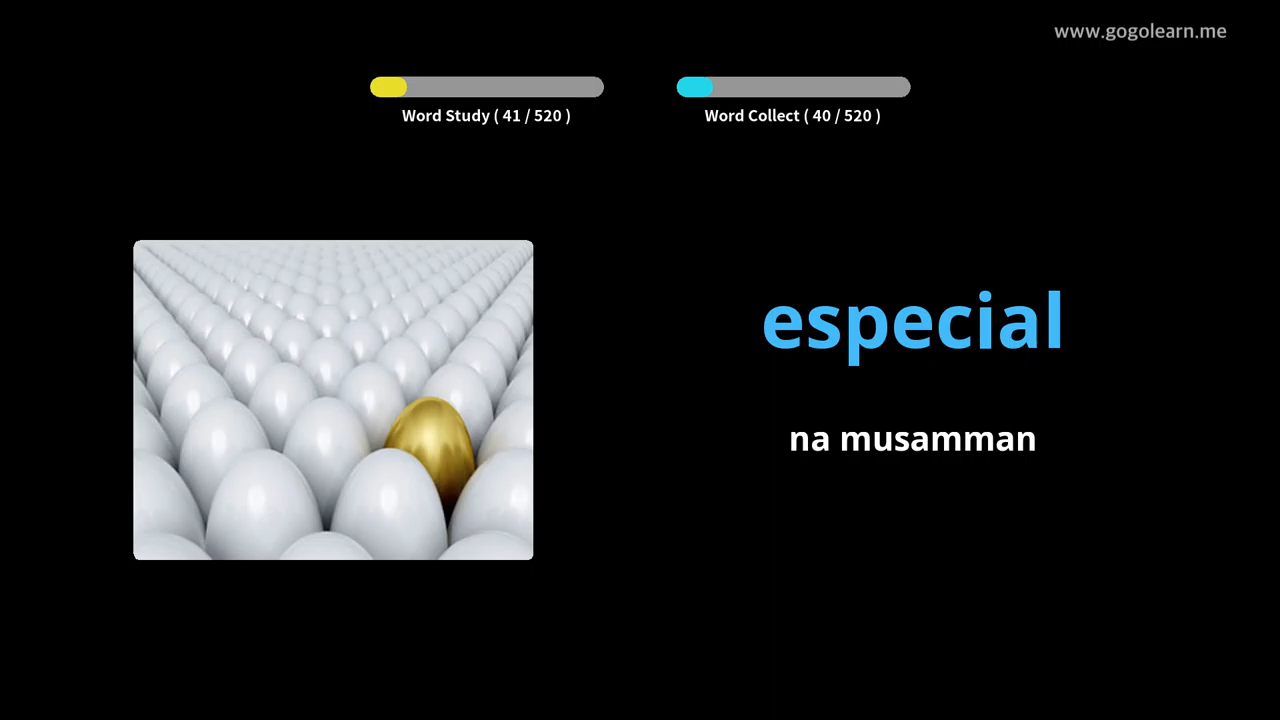 www.gogolearn.me
Word Study ( 41 / 520 )
Word Collect ( 40 / 520 )
especial
na musamman